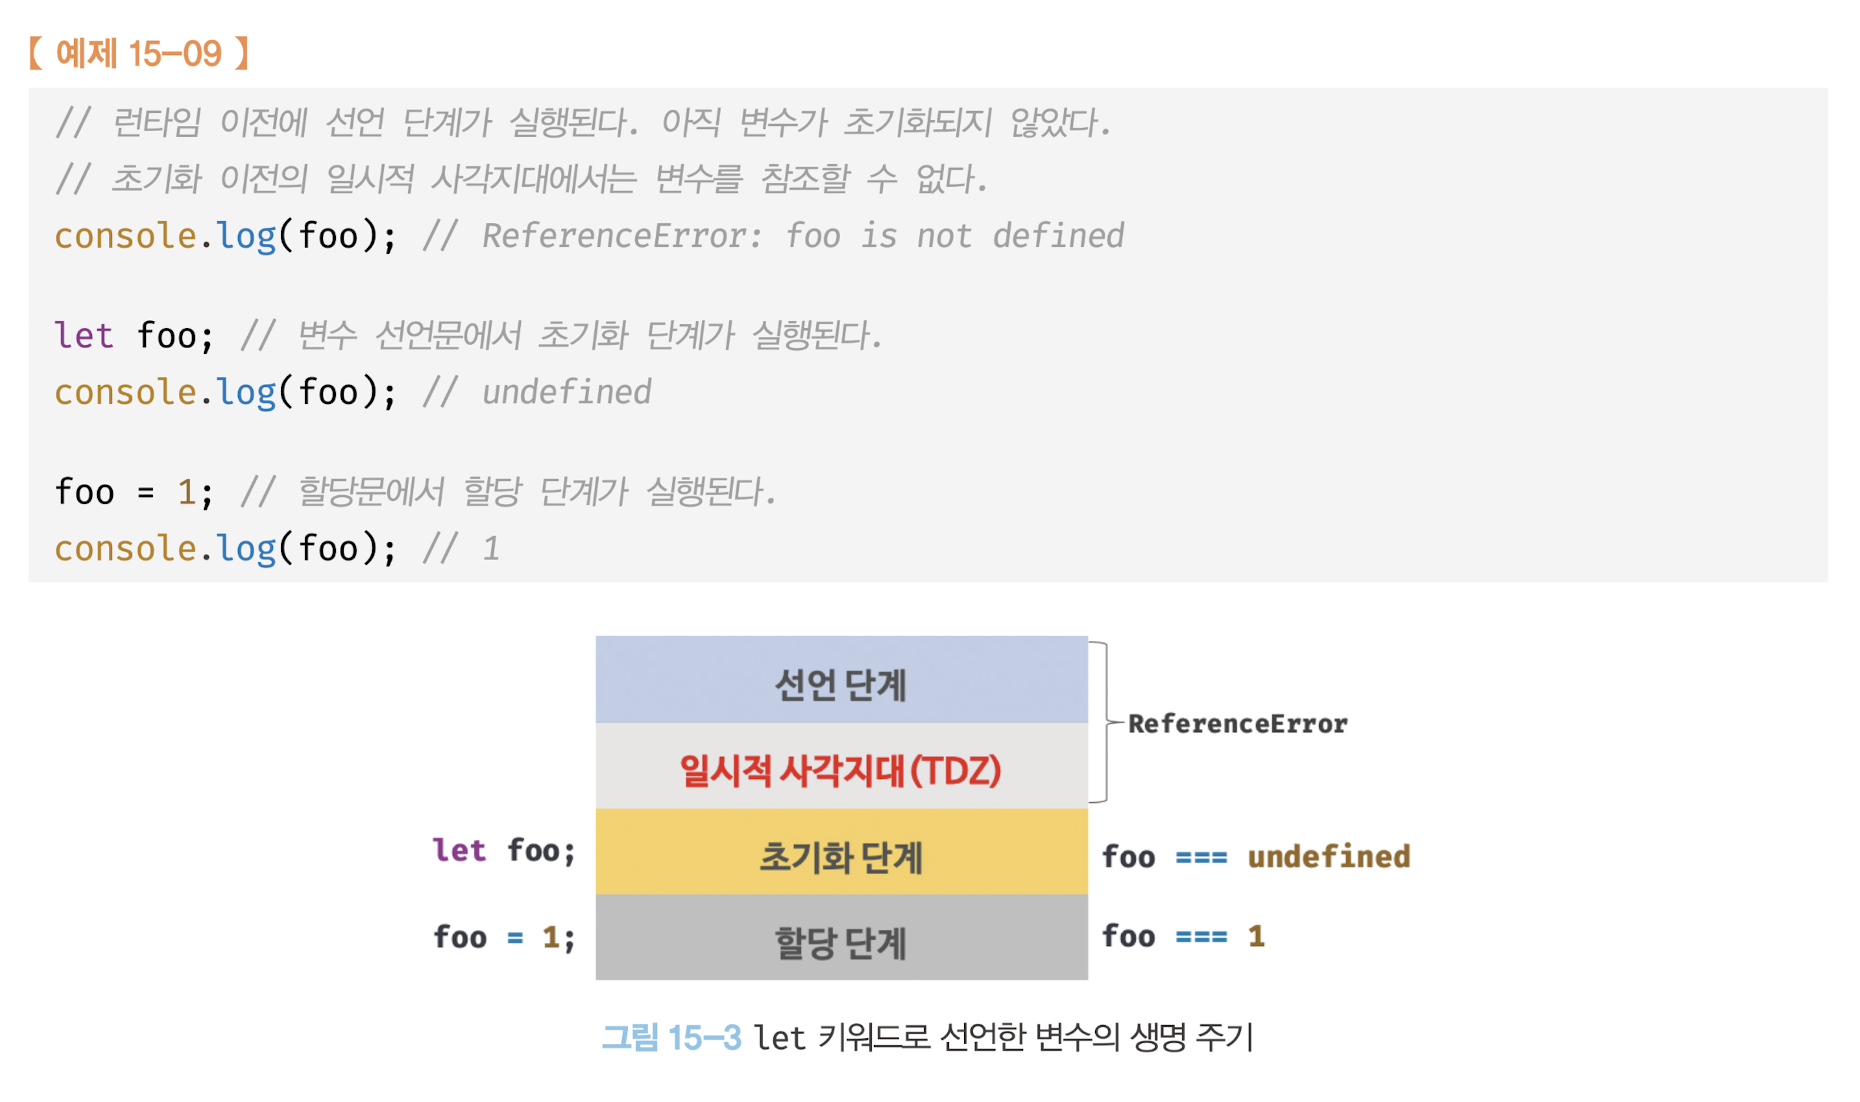 【 예제 15-09 】
// 런타임 이전에 선언 단계가 실행된다. 아직 변수가 초기화되지 않았다.
// 초기화 이전의 일시적 사각지대에서는 변수를 참조할 수 없다.
console.log(foo); // ReferenceError: foo is not defined
let foo; // 변수 선언문에서 초기화 단계가 실행된다.
console.log(foo); // undefined
foo = 1; // 할당문에서 할당 단계가 실행된다.
console.log(foo); // 1
선언 단계
ReferenceError
일시적 사각지대(TDZ)
let foo;
초기화 단계
foo === undefined
foo = 1;
할당 단계
foo === 1
그림 15-3 let 키워드로 선언한 변수의 생명 주기